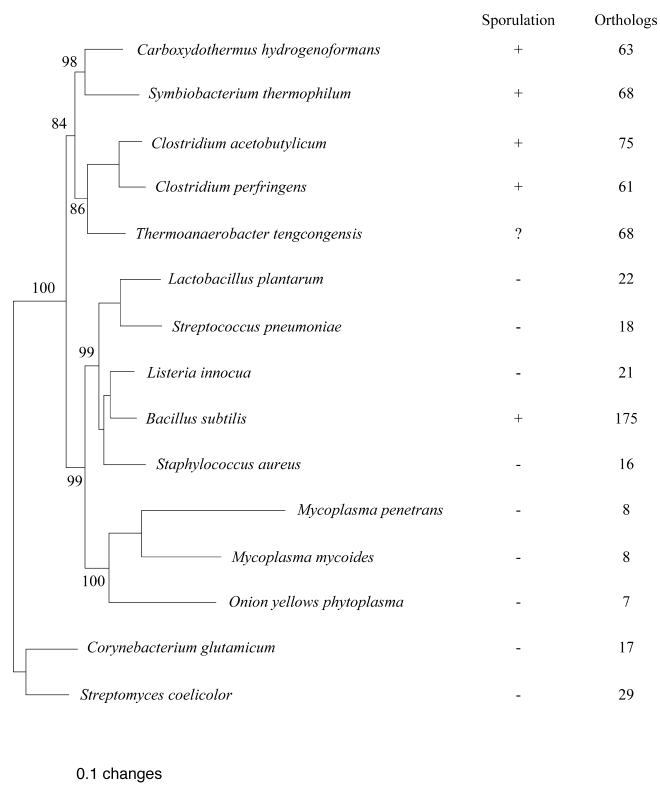 Sporulation Orthologs
Carboxydothermus hydrogenoformans + 63
98
Symbiobacterium thermophilum + 68
84
Clostridium acetobutylicum + 75
Clostridium perfringens + 61
86
Thermoanaerobacter tengcongensis ? 68
Lactobacillus plantarum - 22
100
Streptococcus pneumoniae - 18
99
Listeria innocua - 21
Bacillus subtilis + 175
Staphylococcus aureus - 16
99
Mycoplasma penetrans - 8
Mycoplasma mycoides - 8
100
Onion yellows phytoplasma - 7
Corynebacterium glutamicum - 17
Streptomyces coelicolor - 29
0.1 changes